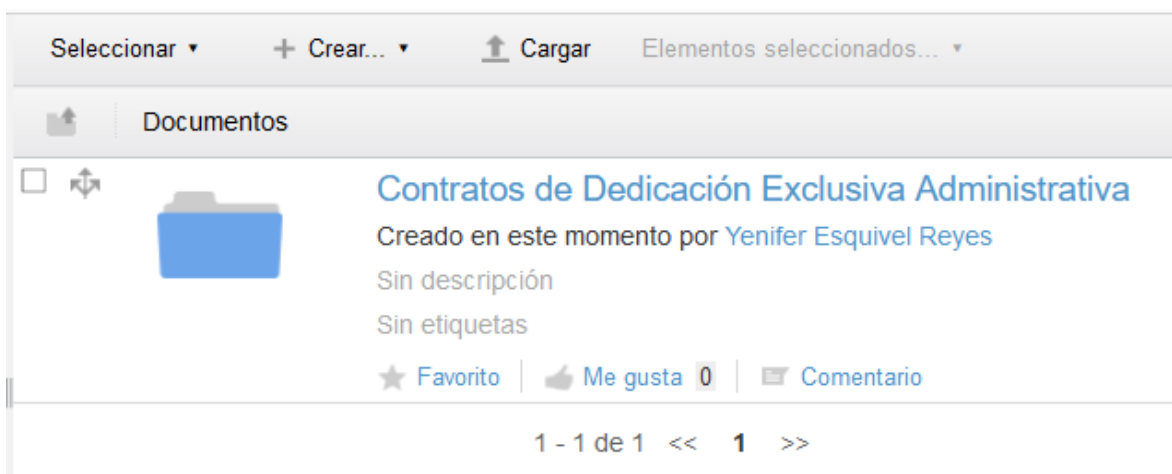 Seleccionar Crear... Cargar Elementos seleccionados...
Documentos
Contratos de Dedicación Exclusiva Administrativa
Creado en este momento por Yenifer Esquivel Reyes
Sin descripción
Sin etiquetas
Favorito Me gusta 0 Comentario
1 - 1 de 1 << 1 >>